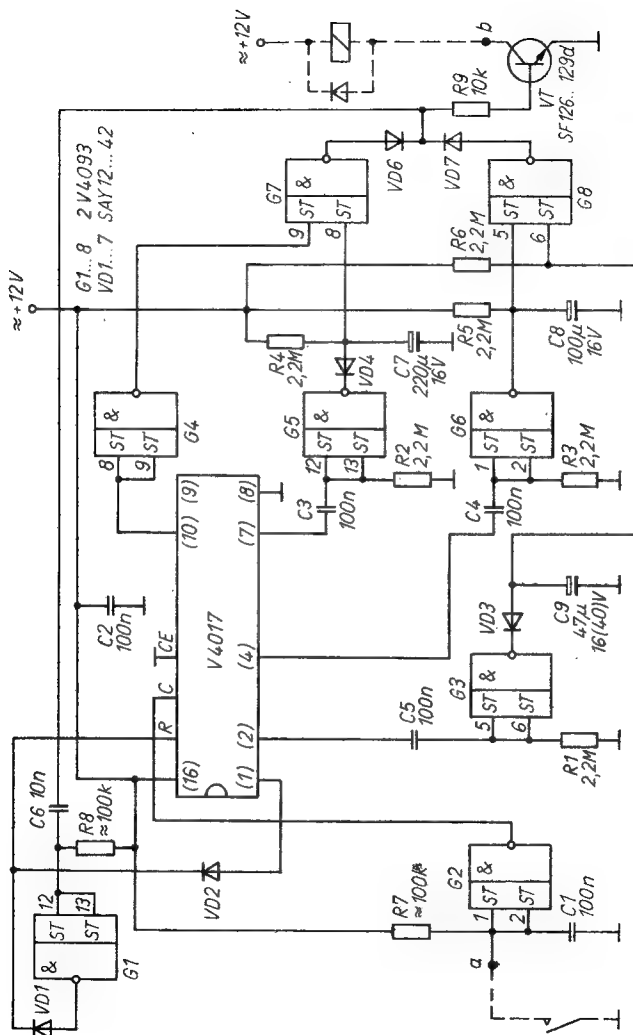 ≈+12V
≈+12V
G1...8 2 V4093
VD1...7 SAY12...42
C6 10n
R8
≈100k
12
13
ST
ST
&
G1
VD1
VD2
C2
100n
R
C
CE
(16)
(10)
(9)
V4017
(1)
(2)
(4)
(7)
(8)
8
9
ST
ST
&
G4
9
8
ST
ST
&
G7
VD6
VD7
R9
10k
b
VT
SF126...129d
R4
2,2M
VD4
C7
220µ
16V
12
13
ST
ST
&
G5
C3
100n
R2
2,2M
R6
2,2M
R5
2,2M
C8
100µ
16V
5
6
ST
ST
&
G8
1
2
ST
ST
&
G6
C4
100n
R3
2,2M
VD3
C9
47µ
16(40)V
C5
100n
5
6
ST
ST
&
G3
R1
2,2M
R7
≈100k
a
1
2
ST
ST
&
G2
C1
100n